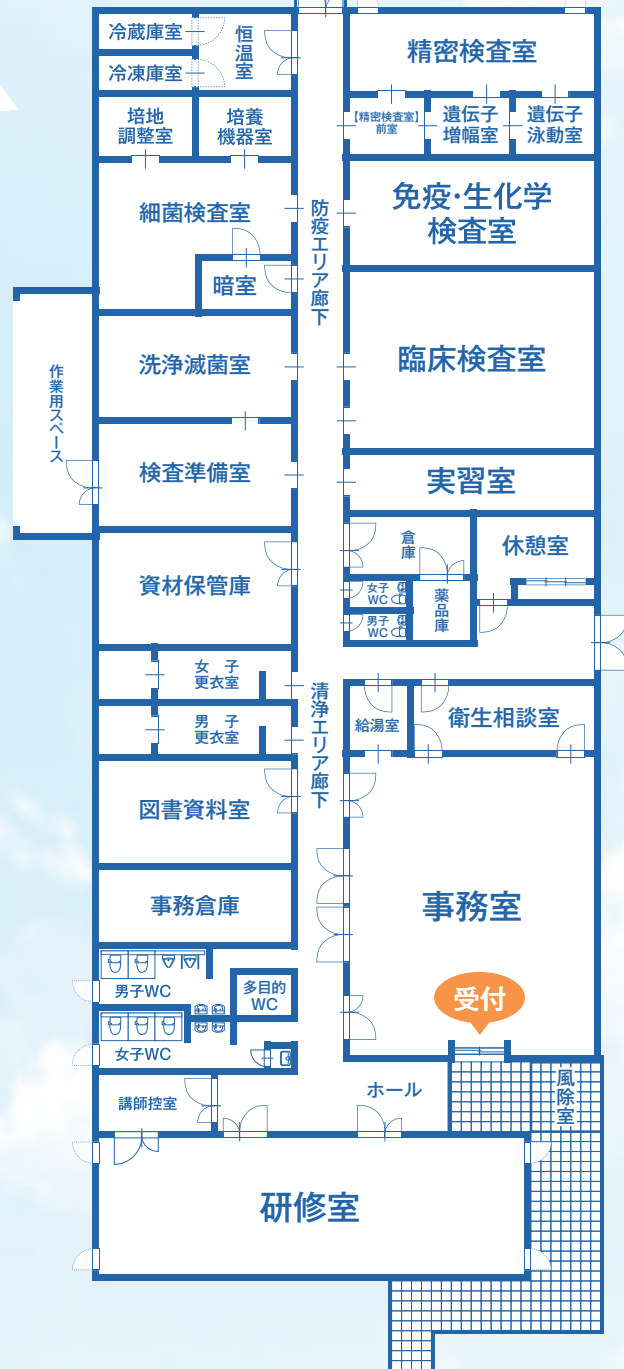 冷蔵庫室
恒温室
冷凍庫室
精密検査室
培地
調整室
培養
機器室
【精密検査室】
前室
遺伝子
増幅室
遺伝子
泳動室
細菌検査室
防疫エリア廊下
免疫・生化学
検査室
暗室
洗浄滅菌室
臨床検査室
作業用スペース
検査準備室
実習室
倉庫
休憩室
資材保管庫
女子
WC
薬品庫
男子
WC
女 子
更衣室
清浄エリア廊下
男 子
更衣室
給湯室
衛生相談室
図書資料室
事務倉庫
事務室
男子WC
多目的
WC
受付
女子WC
講師控室
ホール
風除室
研修室